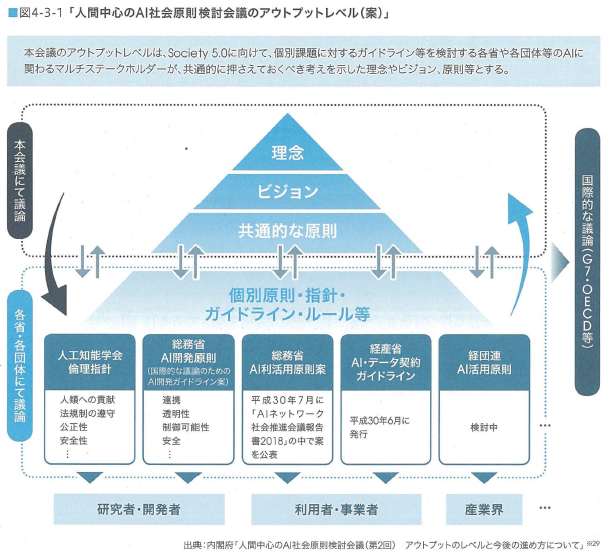 ■図4-3-1「人間中心のAI社会原則検討会議のアウトプットレベル(案)」
本会議のアウトプットレベルは、Society 5.0に向けて、個別課題に対するガイドライン等を検討する各省や各団体等のAIに
関わるマルチステークホルダーが、共通的に押さえておくべき考えを示した理念やビジョン、原則等とする。
本会議にて議論
理念
ビジョン
共通的な原則
国際的な議論(G7・OECD等)
各省・各団体にて議論
個別原則・指針・
ガイドライン・ルール等
人工知能学会
倫理指針
人類への貢献
法規制の遵守
公正性
安全性
⋮
総務省
AI開発原則
(国際的な議論のための
AI開発ガイドライン案)
連携
透明性
制御可能性
安全
⋮
総務省
AI利活用原則案
平成30年7月に
「AIネットワーク
社会推進会議報告
書2018」の中で案
を公表
経産省
AI・データ契約
ガイドライン
平成30年6月に
発行
経団連
AI活用原則
検討中
…
研究者・開発者
利用者・事業者
産業界
…
出典:内閣府「人間中心のAI社会原則検討会議(第2回) アウトプットのレベルと今後の進め方について」※29